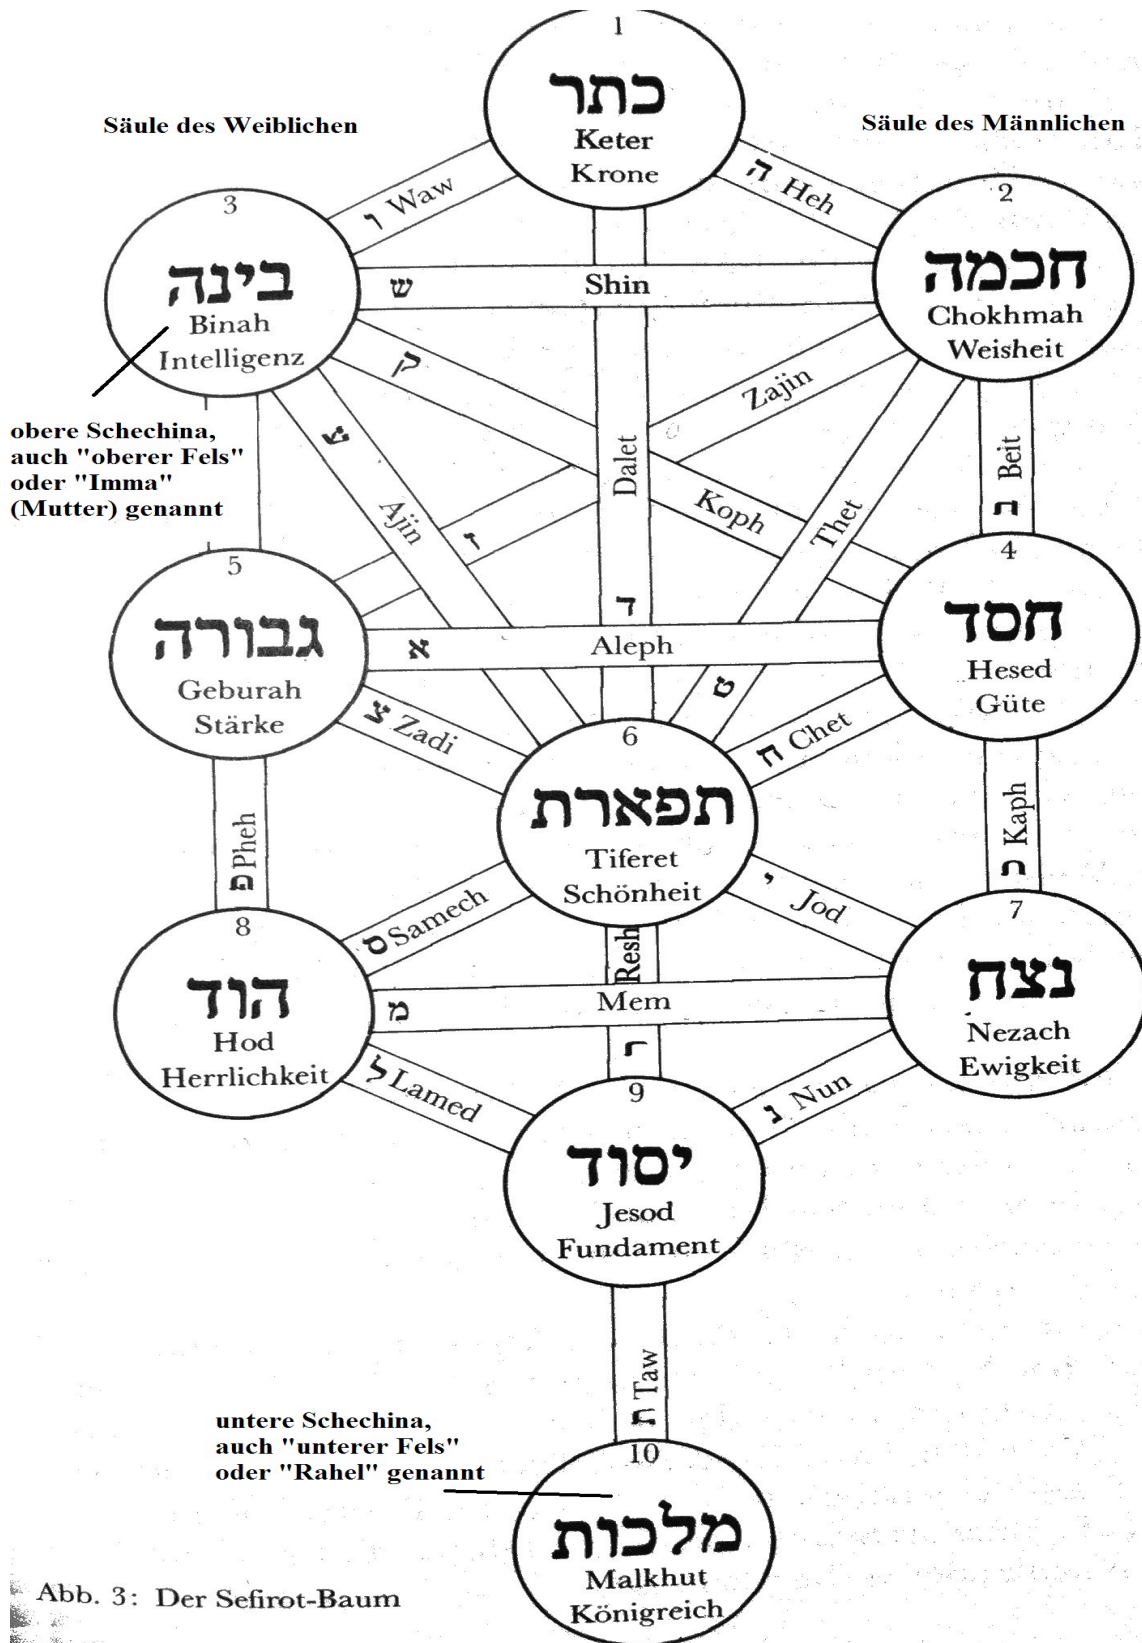 1
כתר
Keter
Krone
Säule des Weiblichen
Säule des Männlichen
ו Waw
ה Heh
3
בינה
Binah
Intelligenz
2
חכמה
Chokhmah
Weisheit
ש
Shin
ק
Koph
Zajin
ז
Dalet
ד
ע
Ajin
Thet
ט
Beit
ב
obere Schechina,
auch "oberer Fels"
oder "Imma"
(Mutter) genannt
5
גבורה
Geburah
Stärke
4
חסד
Hesed
Güte
א
Aleph
צ Zadi
ח Chet
6
תפארת
Tiferet
Schönheit
פ Pheh
Kaph
ס Samech
י Jod
Resh
ר
8
הוד
Hod
Herrlichkeit
7
נצח
Nezach
Ewigkeit
מ
Mem
ל Lamed
נ Nun
9
יסוד
Jesod
Fundament
ת Taw
untere Schechina,
auch "unterer Fels"
oder "Rahel" genannt
10
מלכות
Malkhut
Königreich
Abb. 3: Der Sefirot-Baum